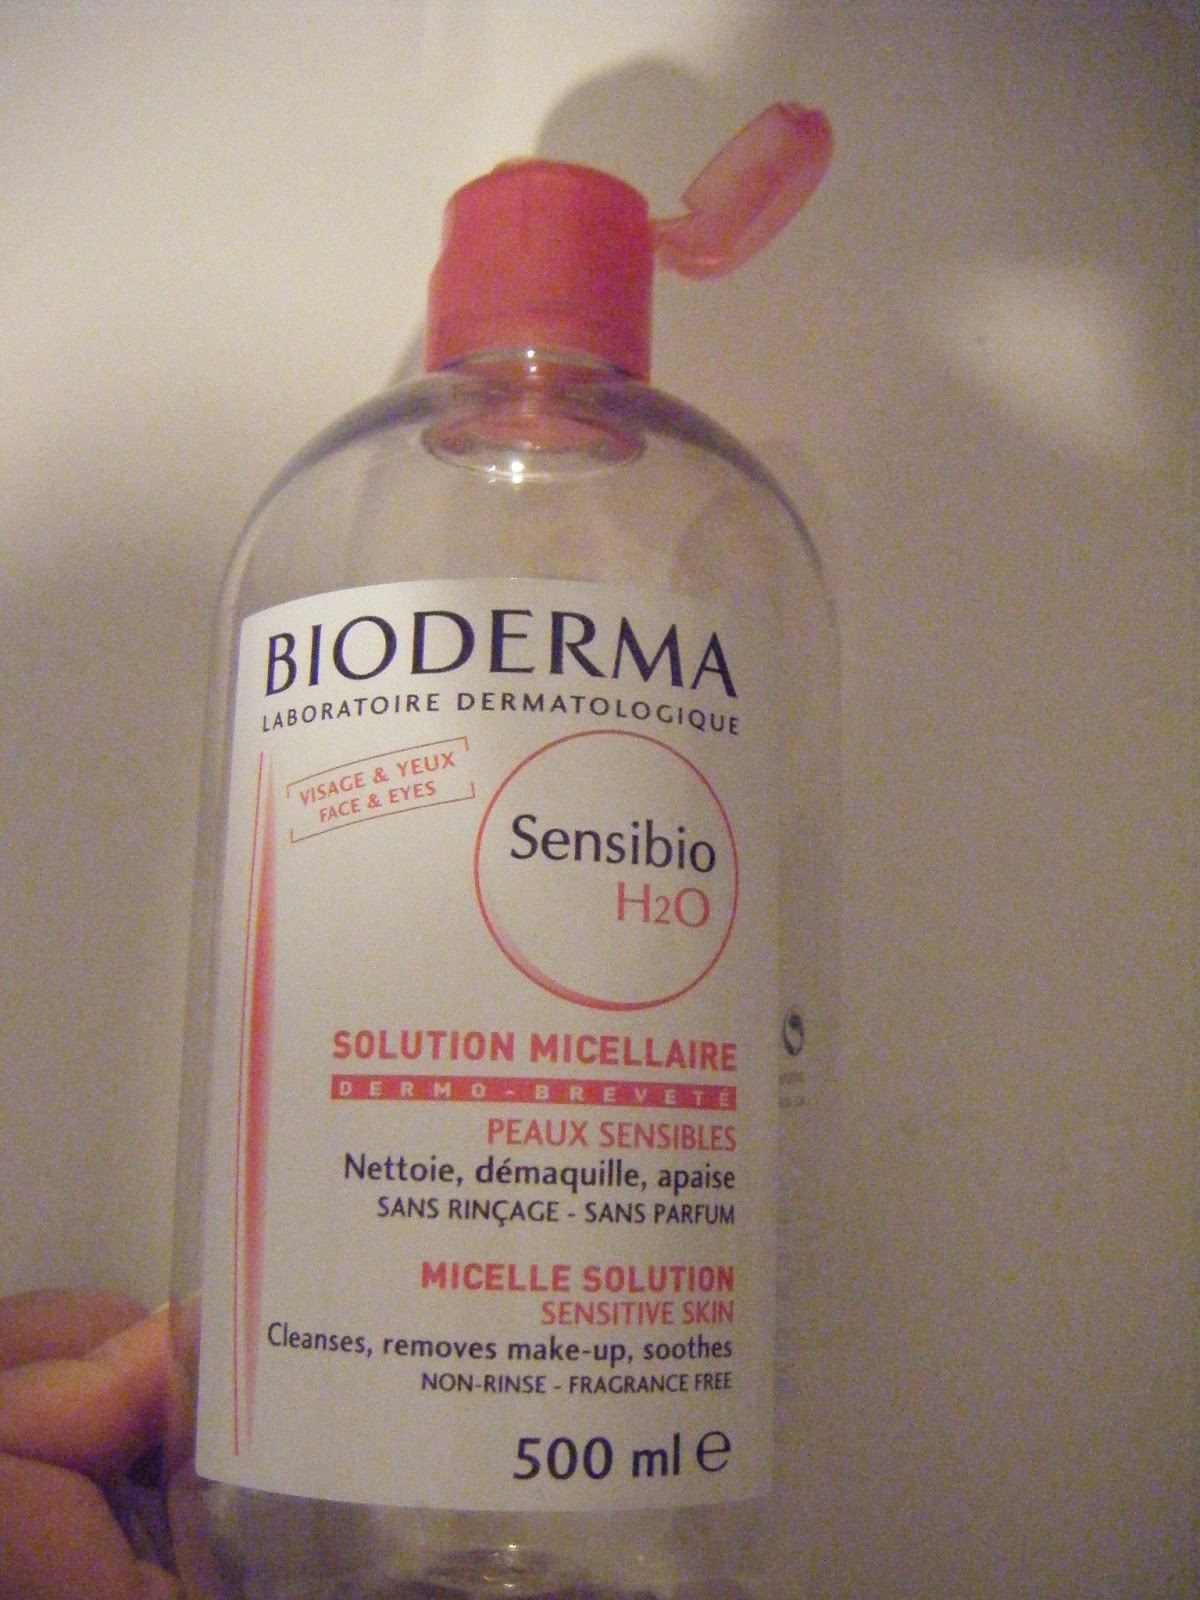 BIODERMA
LABORATOIRE DERMATOLOGIQUE
VISAGE & YEUX
FACE & EYES
Sensibio
H2O
SOLUTION MICELLAIRE
DERMO-BREVETÉ
PEAUX SENSIBLES
Nettoie, démaquille, apaise
SANS RINÇAGE - SANS PARFUM
MICELLE SOLUTION
SENSITIVE SKIN
Cleanses, removes make-up, soothes
NON-RINSE - FRAGRANCE FREE
500 ml e